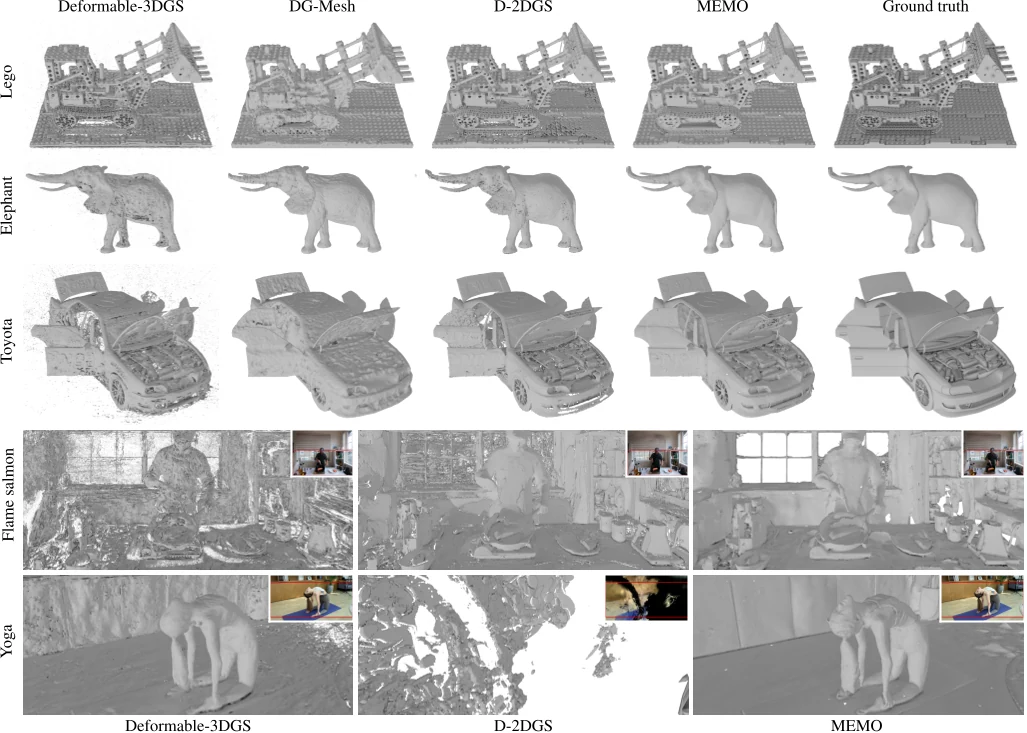 Deformable-3DGS DG-Mesh D-2DGS MEMO Ground truth
Lego
Elephant
Toyota
Flame salmon
Yoga
Deformable-3DGS D-2DGS MEMO